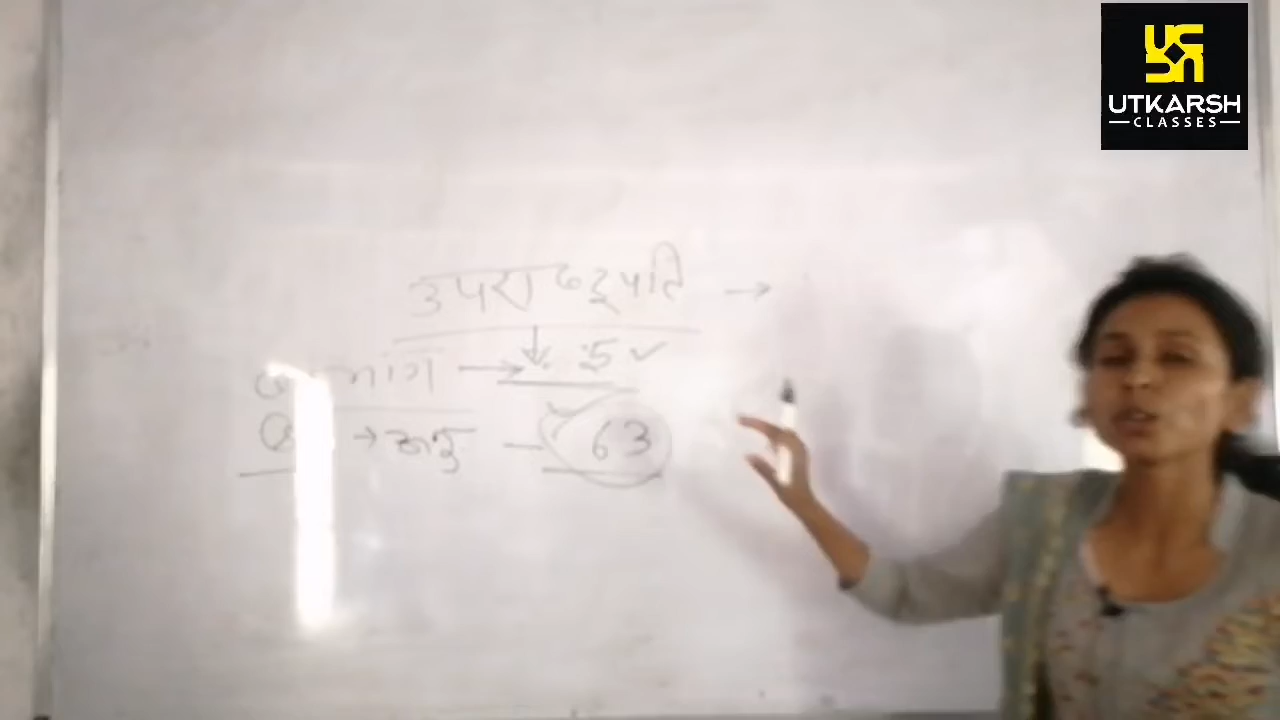 उपराष्ट्रपति →
↓
भाग → 5 ✓
→ अनु - 63
UTKARSH
CLASSES